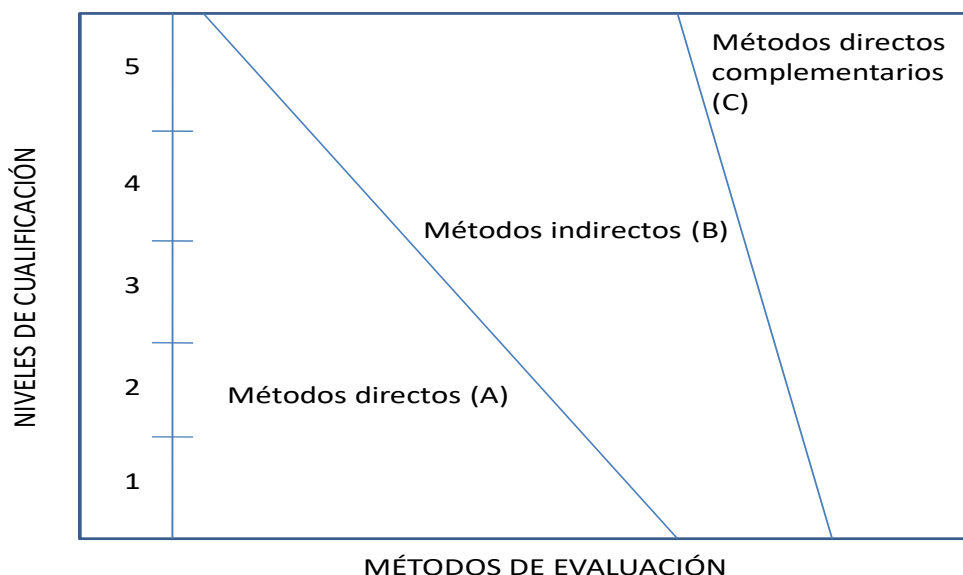 NIVELES DE CUALIFICACIÓN
5
4
3
2
1
Métodos directos
complementarios
(C)
Métodos indirectos (B)
Métodos directos (A)
MÉTODOS DE EVALUACIÓN